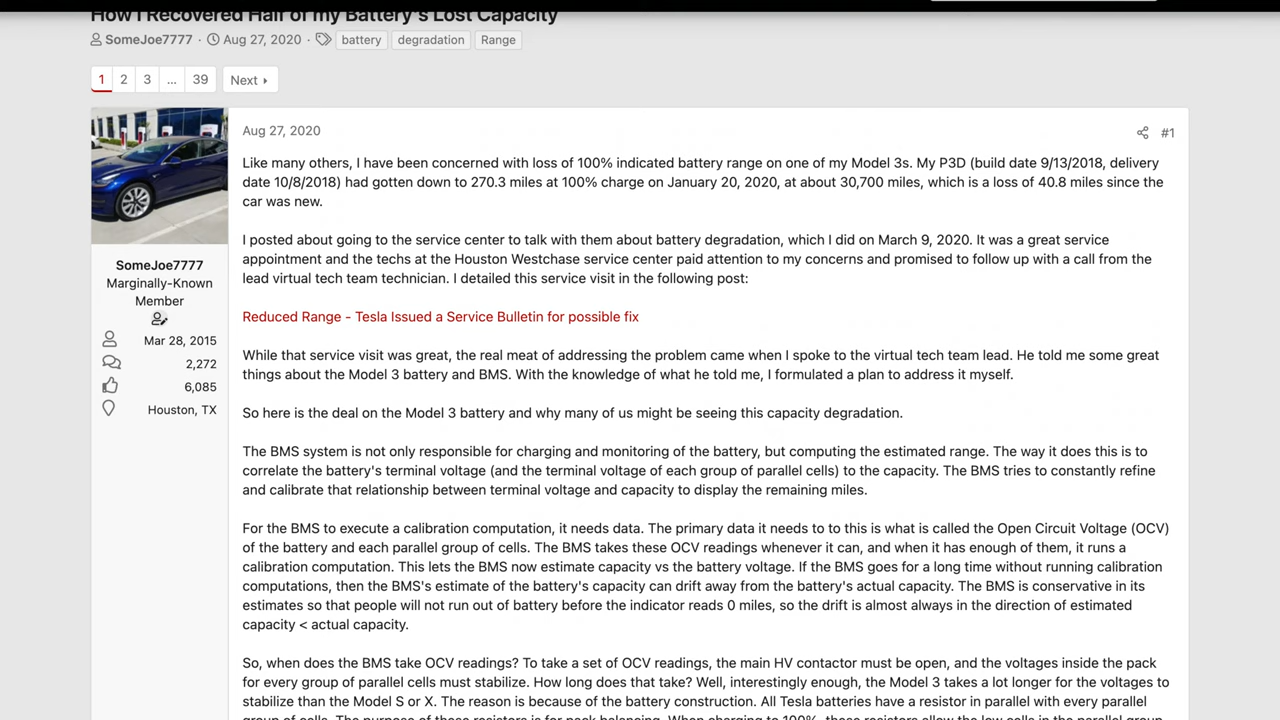 How I Recovered Half of my Battery's Lost Capacity
SomeJoe7777 · Aug 27, 2020 · battery degradation Range
1 2 3 ... 39 Next
Aug 27, 2020 #1
Like many others, I have been concerned with loss of 100% indicated battery range on one of my Model 3s. My P3D (build date 9/13/2018, delivery
date 10/8/2018) had gotten down to 270.3 miles at 100% charge on January 20, 2020, at about 30,700 miles, which is a loss of 40.8 miles since the
car was new.
I posted about going to the service center to talk with them about battery degradation, which I did on March 9, 2020. It was a great service
appointment and the techs at the Houston Westchase service center paid attention to my concerns and promised to follow up with a call from the
lead virtual tech team technician. I detailed this service visit in the following post:
Reduced Range - Tesla Issued a Service Bulletin for possible fix
While that service visit was great, the real meat of addressing the problem came when I spoke to the virtual tech team lead. He told me some great
things about the Model 3 battery and BMS. With the knowledge of what he told me, I formulated a plan to address it myself.
So here is the deal on the Model 3 battery and why many of us might be seeing this capacity degradation.
The BMS system is not only responsible for charging and monitoring of the battery, but computing the estimated range. The way it does this is to
correlate the battery's terminal voltage (and the terminal voltage of each group of parallel cells) to the capacity. The BMS tries to constantly refine
and calibrate that relationship between terminal voltage and capacity to display the remaining miles.
For the BMS to execute a calibration computation, it needs data. The primary data it needs to to this is what is called the Open Circuit Voltage (OCV)
of the battery and each parallel group of cells. The BMS takes these OCV readings whenever it can, and when it has enough of them, it runs a
calibration computation. This lets the BMS now estimate capacity vs the battery voltage. If the BMS goes for a long time without running calibration
computations, then the BMS's estimate of the battery's capacity can drift away from the battery's actual capacity. The BMS is conservative in its
estimates so that people will not run out of battery before the indicator reads 0 miles, so the drift is almost always in the direction of estimated
capacity < actual capacity.
So, when does the BMS take OCV readings? To take a set of OCV readings, the main HV contactor must be open, and the voltages inside the pack
for every group of parallel cells must stabilize. How long does that take? Well, interestingly enough, the Model 3 takes a lot longer for the voltages to
stabilize than the Model S or X. The reason is because of the battery construction. All Tesla batteries have a resistor in parallel with every parallel
group of cells. The purpose of these resistors is for pack balancing. When charging to 100%, these resistors allow the low cells in the parallel group
SomeJoe7777
Marginally-Known
Member
Mar 28, 2015
2,272
6,085
Houston, TX